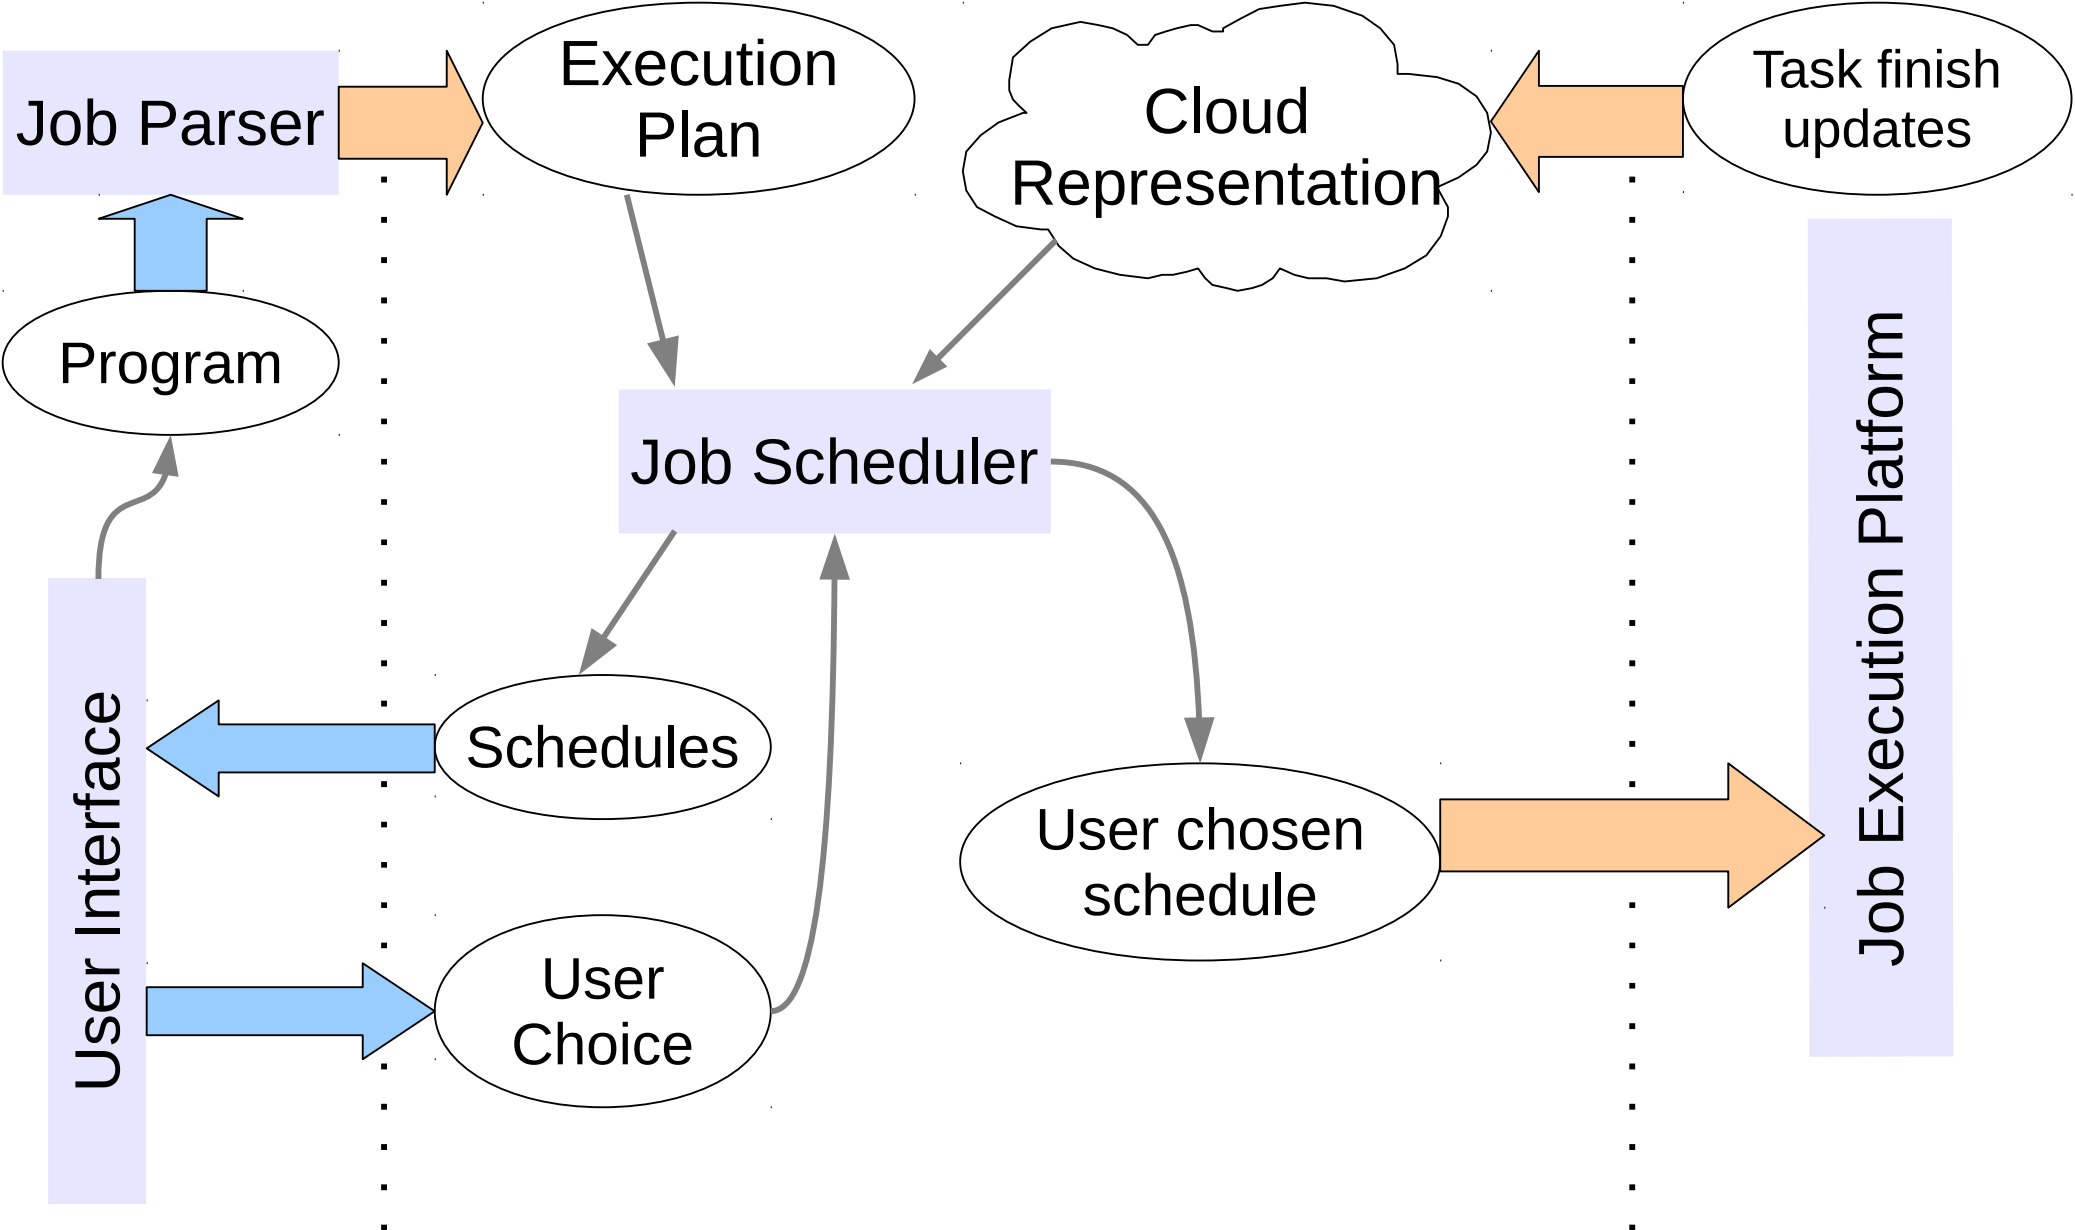 Job Parser
Execution
Plan
Cloud
Representation
Task finish
updates
Program
Job Scheduler
Job Execution Platform
User Interface
Schedules
User chosen
schedule
User
Choice